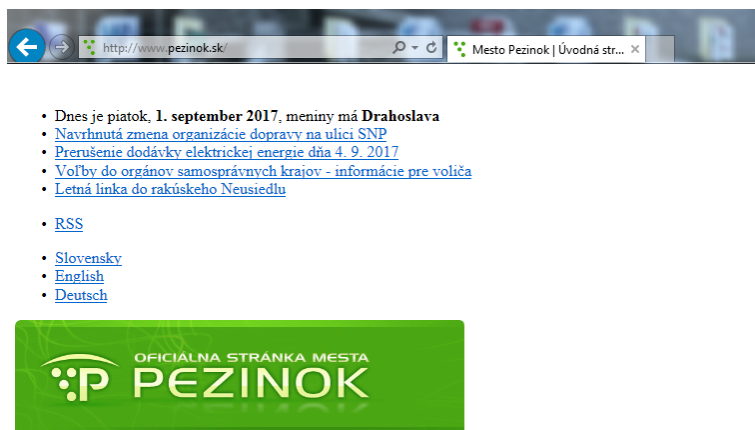 http://www.pezinok.sk/
Mesto Pezinok | Úvodná str...
Dnes je piatok, 1. september 2017, meniny má Drahoslava
Navrhnutá zmena organizácie dopravy na ulici SNP
Prerušenie dodávky elektrickej energie dňa 4. 9. 2017
Voľby do orgánov samosprávnych krajov - informácie pre voliča
Letná linka do rakúskeho Neusiedlu
RSS
Slovensky
English
Deutsch
OFICIÁLNA STRÁNKA MESTA
PEZINOK